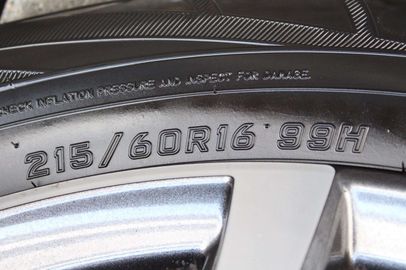 CHECK INFLATION PRESSURE AND INSPECT FOR DAMAGE.
215/60R16 99H